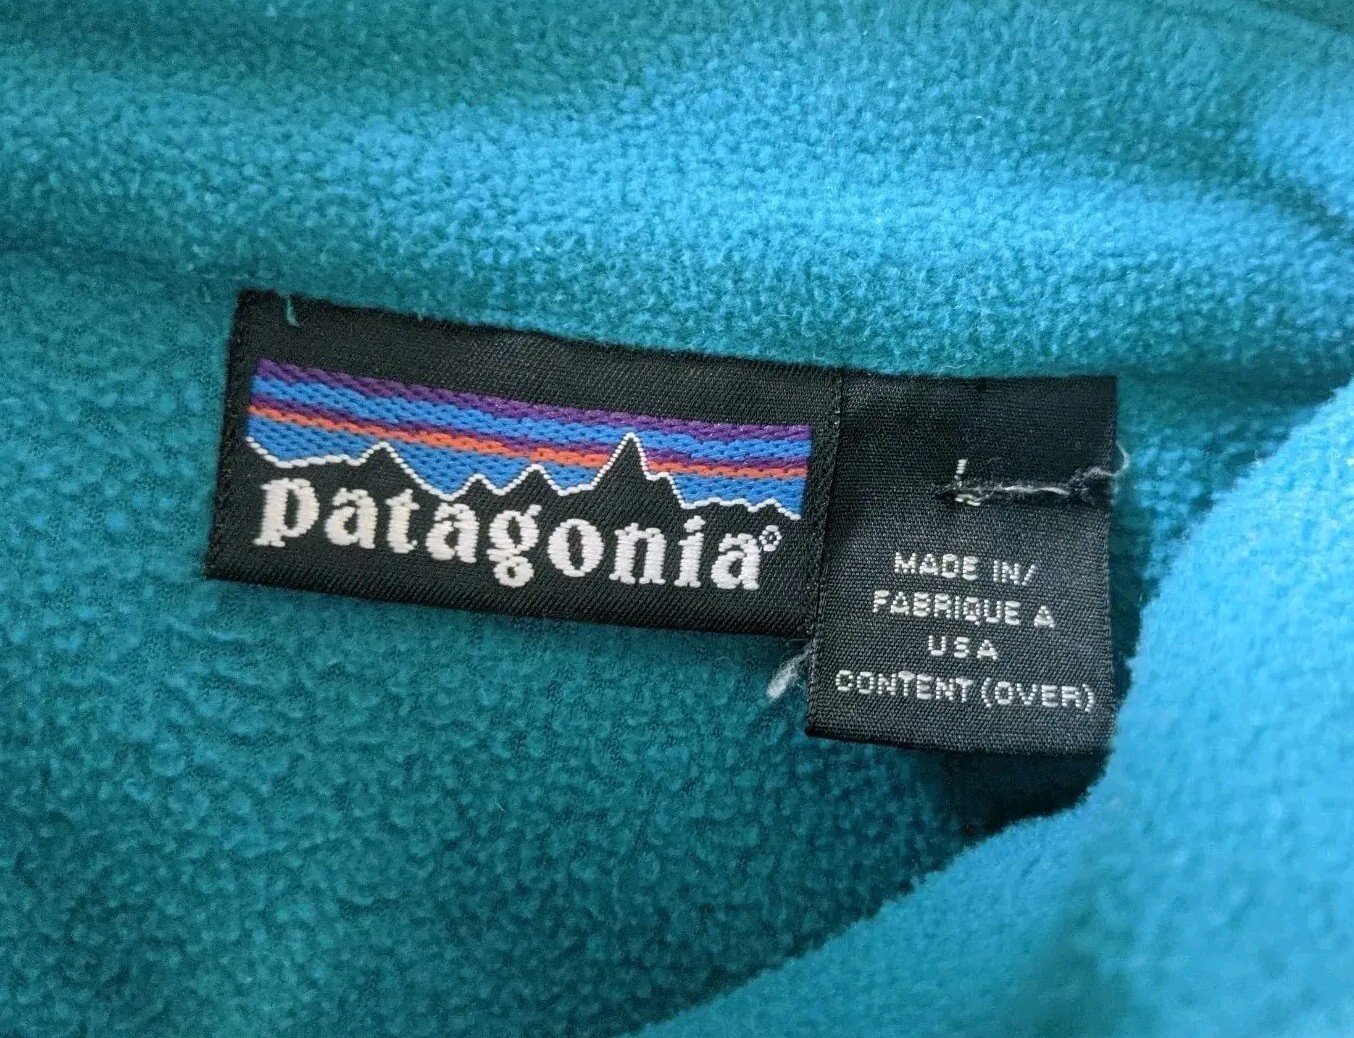 patagonia®
L
MADE IN/
FABRIQUE A
USA
CONTENT (OVER)